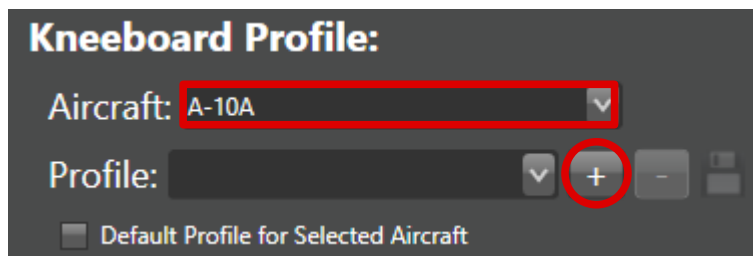 Kneeboard Profile:
Aircraft: A-10A
Profile: + -
Default Profile for Selected Aircraft